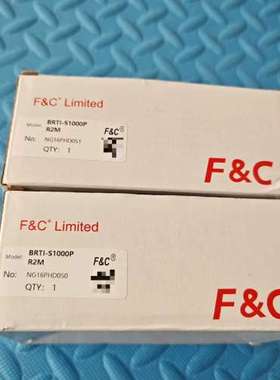 F&C® Limited
Model: BRTI-S1000P F&C®
R2M
No: NG16PHD051
QTY: 1
F&C
F&C® Limited
Model: BRTI-S1000P F&C®
R2M
No: NG16PHD050
QTY: 1
F&C